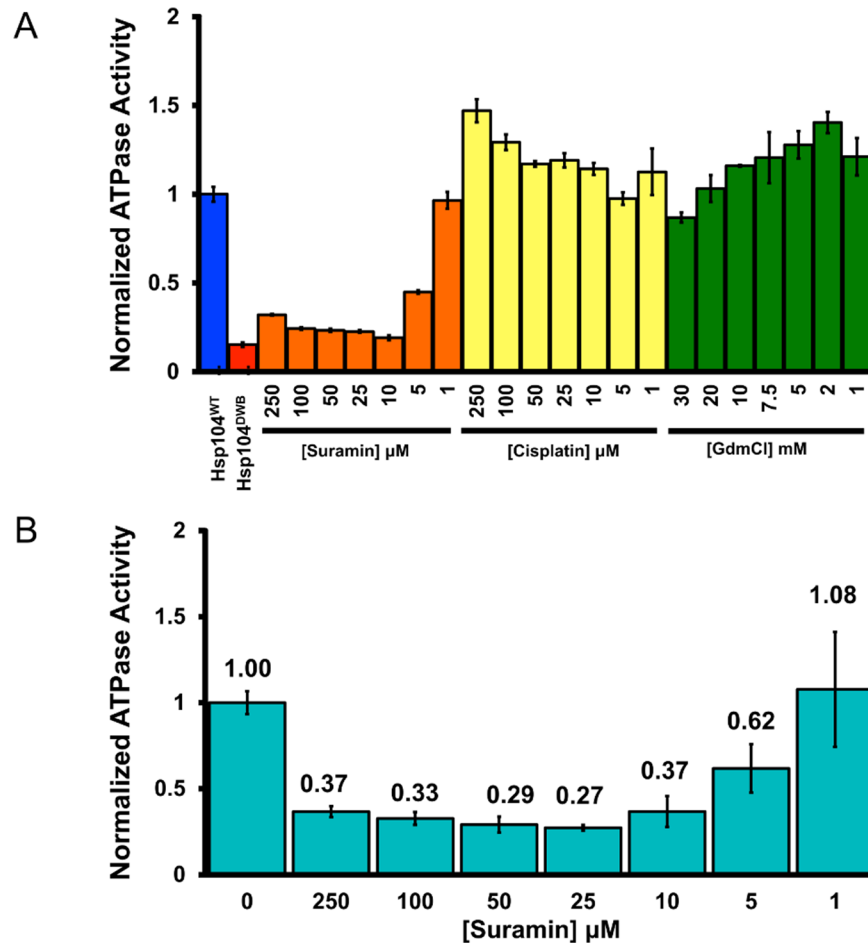 A
Normalized ATPase Activity
2
1.5
1
0.5
0
Hsp104WT
Hsp104DWB
250 100 50 25 10 5 1 250 100 50 25 10 5 1 30 20 10 7.5 5 2 1
[Suramin] µM [Cisplatin] µM [GdmCl] mM
B
Normalized ATPase Activity
2
1.5
1
0.5
0
1.00 0.37 0.33 0.29 0.27 0.37 0.62 1.08
0 250 100 50 25 10 5 1
[Suramin] µM